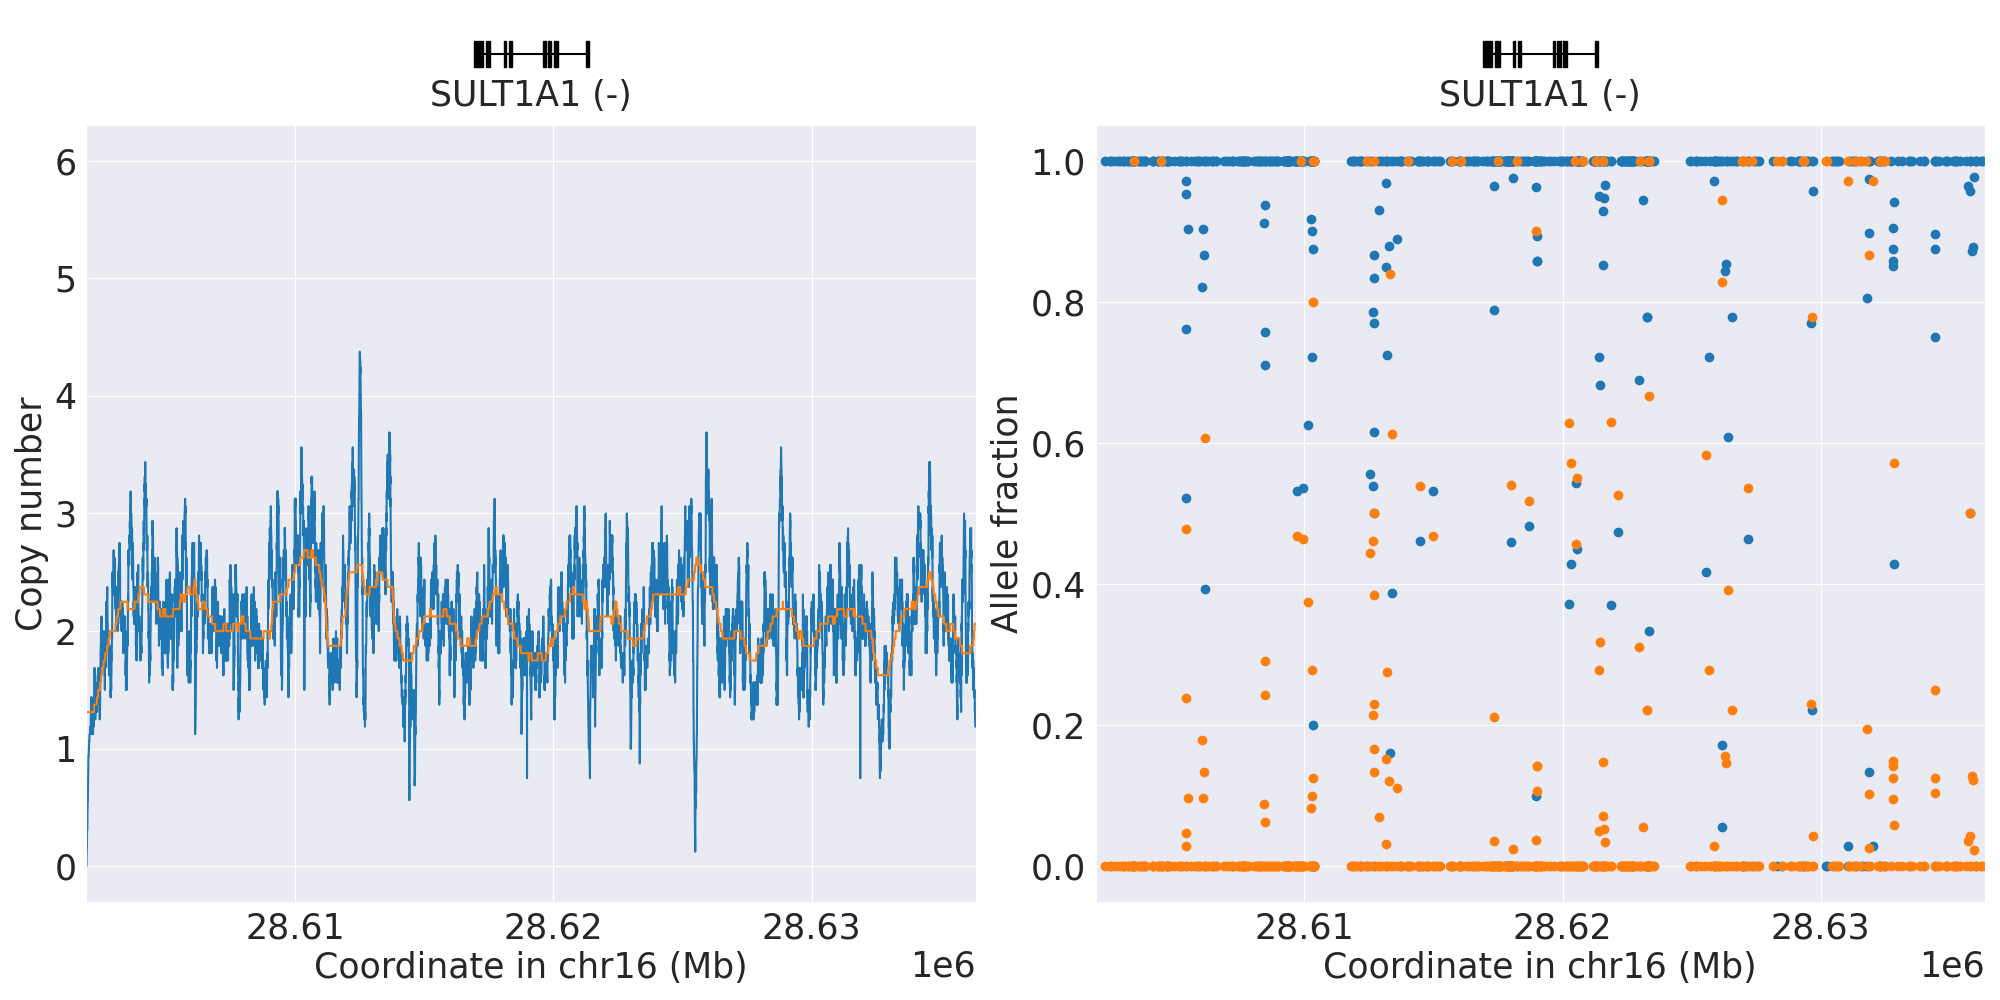 SULT1A1 (-)
6
5
4
3
2
1
0
Copy number
28.61
28.62
28.63
Coordinate in chr16 (Mb)
1e6
SULT1A1 (-)
1.0
0.8
0.6
0.4
0.2
0.0
Allele fraction
28.61
28.62
28.63
Coordinate in chr16 (Mb)
1e6